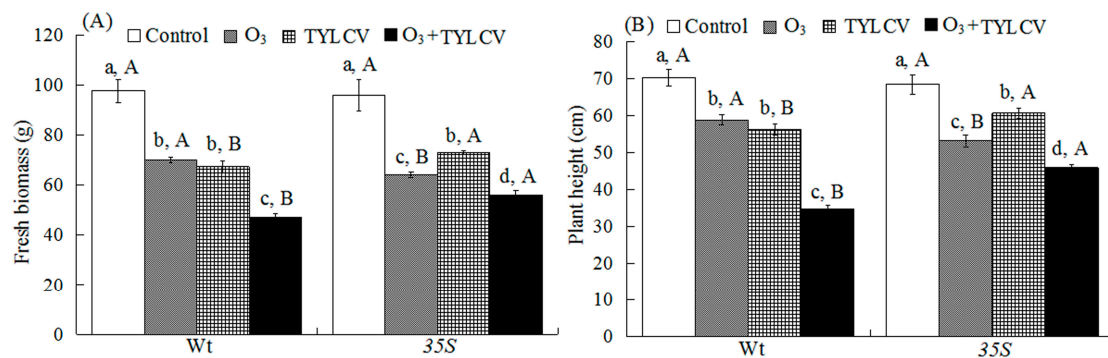 (A)
Control O₃ TYLCV O₃+TYLCV
Fresh biomass (g)
120
100
80
60
40
20
0
a, A
b, A
b, B
c, B
a, A
c, B
b, A
d, A
Wt 35S
(B)
Control O₃ TYLCV O₃+TYLCV
Plant height (cm)
80
70
60
50
40
30
20
10
0
a, A
b, A
b, B
c, B
a, A
c, B
b, A
d, A
Wt 35S